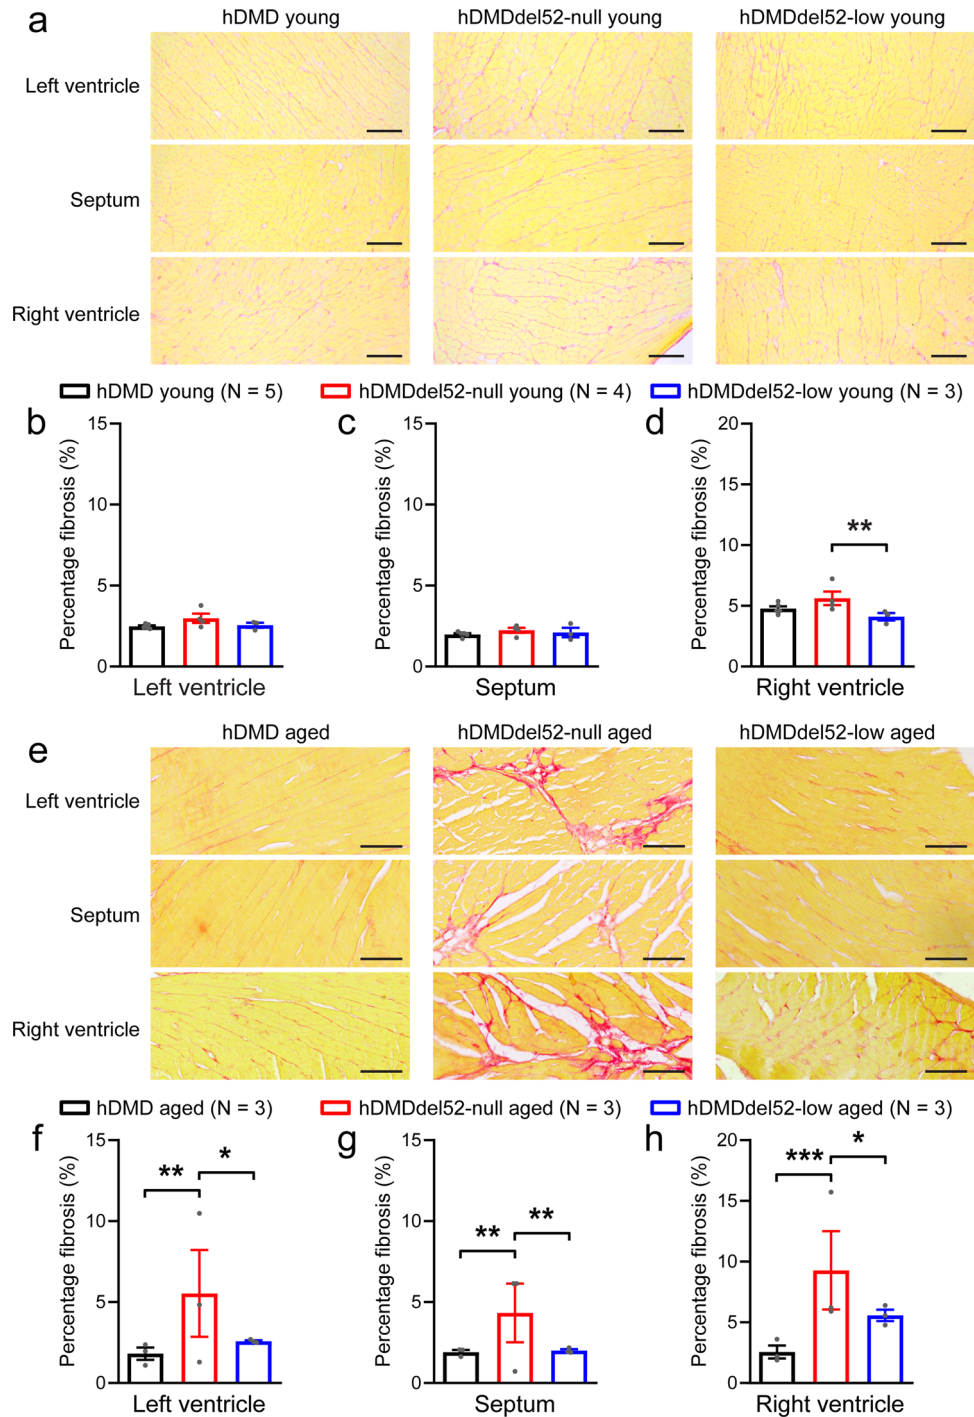 a
hDMD young hDMDdel52-null young hDMDdel52-low young
Left ventricle
Septum
Right ventricle
hDMD young (N = 5) hDMDdel52-null young (N = 4) hDMDdel52-low young (N = 3)
b
Percentage fibrosis (%)
15
10
5
0
Left ventricle
c
Percentage fibrosis (%)
15
10
5
0
Septum
d
Percentage fibrosis (%)
20
15
10
5
0
**
Right ventricle
e
hDMD aged hDMDdel52-null aged hDMDdel52-low aged
Left ventricle
Septum
Right ventricle
hDMD aged (N = 3) hDMDdel52-null aged (N = 3) hDMDdel52-low aged (N = 3)
f
Percentage fibrosis (%)
15
10
5
0
** *
Left ventricle
g
Percentage fibrosis (%)
15
10
5
0
** **
Septum
h
Percentage fibrosis (%)
20
15
10
5
0
*** *
Right ventricle